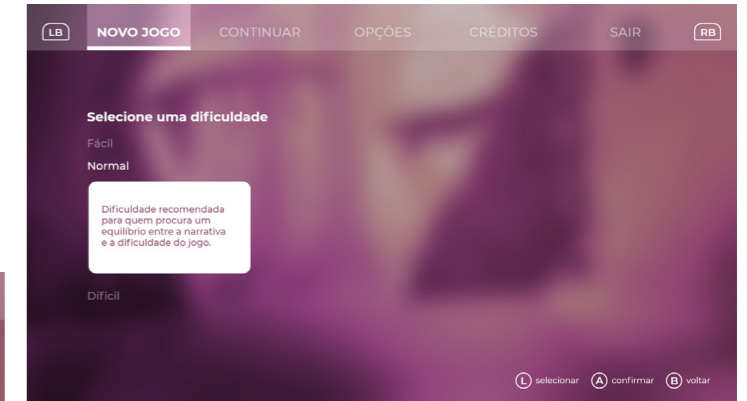 LB NOVO JOGO CONTINUAR OPÇÕES CRÉDITOS SAIR RB
Selecione uma dificuldade
Fácil
Normal
Dificuldade recomendada
para quem procura um
equilíbrio entre a narrativa
e a dificuldade do jogo.
Díficil
L selecionar A confirmar B voltar